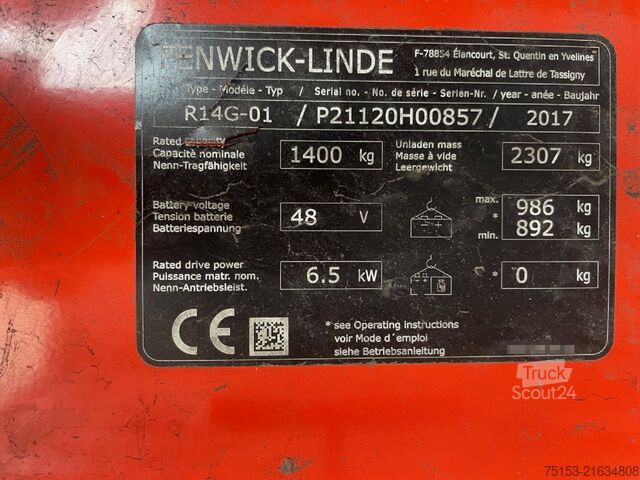 FENWICK-LINDE
F-78854 Élancourt, St. Quentin en Yvelines
1 rue du Maréchal de Lattre de Tassigny
Type - Modéle - Typ / Serial no. - No. de série - Serien-Nr. / year - anée - Baujahr
R14G-01 / P21120H00857 / 2017
Rated capacity
Capacité nominale
Nenn-Tragfähigkeit
1400 kg
Unladen mass
Masse à vide
Leergewicht
2307 kg
Battery voltage
Tension batterie
Batteriespannung
48 V
max. 986 kg
*
min. 892 kg
Rated drive power
Puissance matr. nom.
Nenn-Antriebsleist.
6.5 kW
* 0 kg
CE
* see Operating instructions
voir Mode d´emploi
siehe Betriebsanleitung
Truck
Scout24
75153-21634808